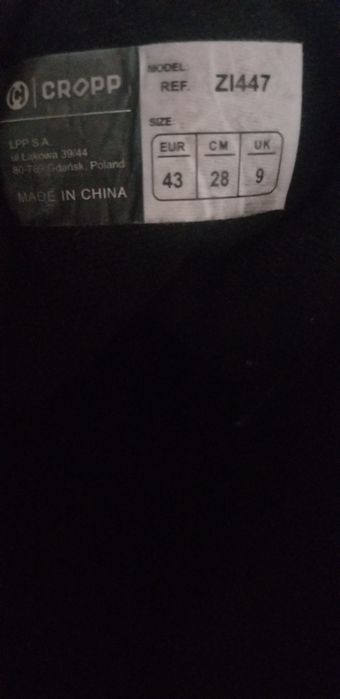 CROPP
LPP S.A.
ul.Łąkowa 39/44
80-769 Gdańsk, Poland
MADE IN CHINA
MODEL:
REF. ZI447
SIZE
EUR CM UK
43 28 9